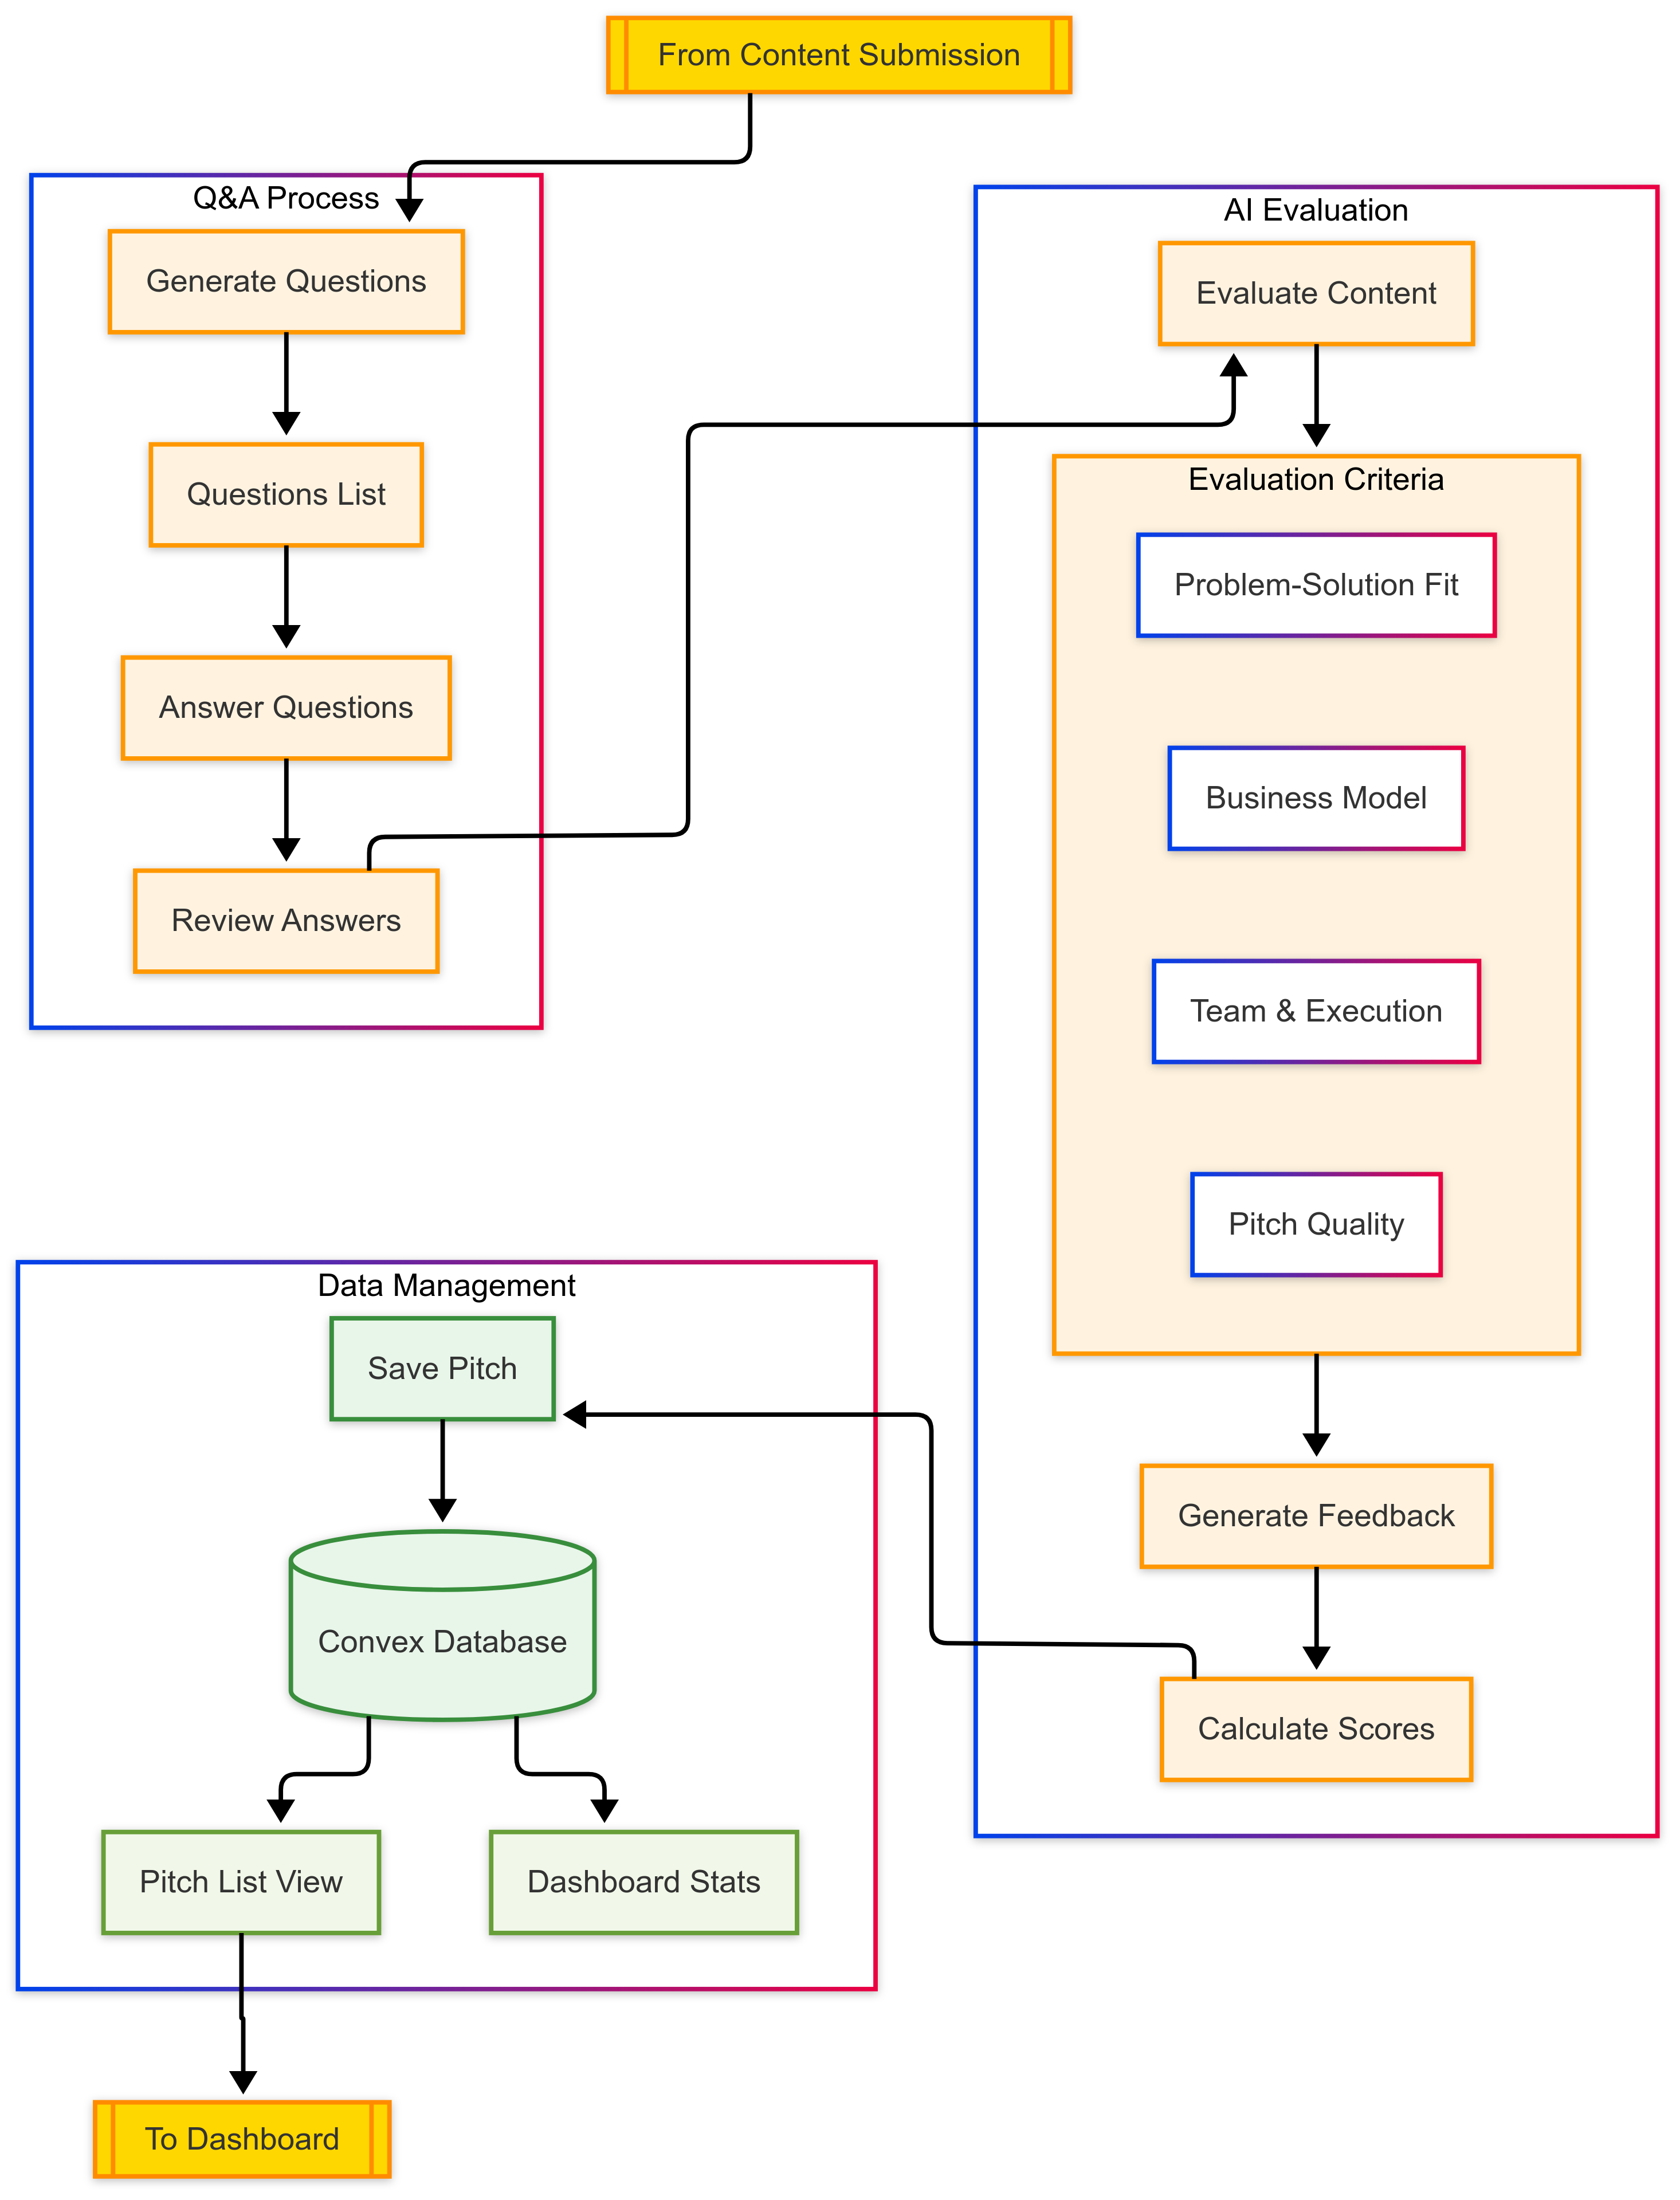 From Content Submission
Q&A Process
Generate Questions
Questions List
Answer Questions
Review Answers
AI Evaluation
Evaluate Content
Evaluation Criteria
Problem-Solution Fit
Business Model
Team & Execution
Pitch Quality
Generate Feedback
Calculate Scores
Data Management
Save Pitch
Convex Database
Pitch List View
Dashboard Stats
To Dashboard